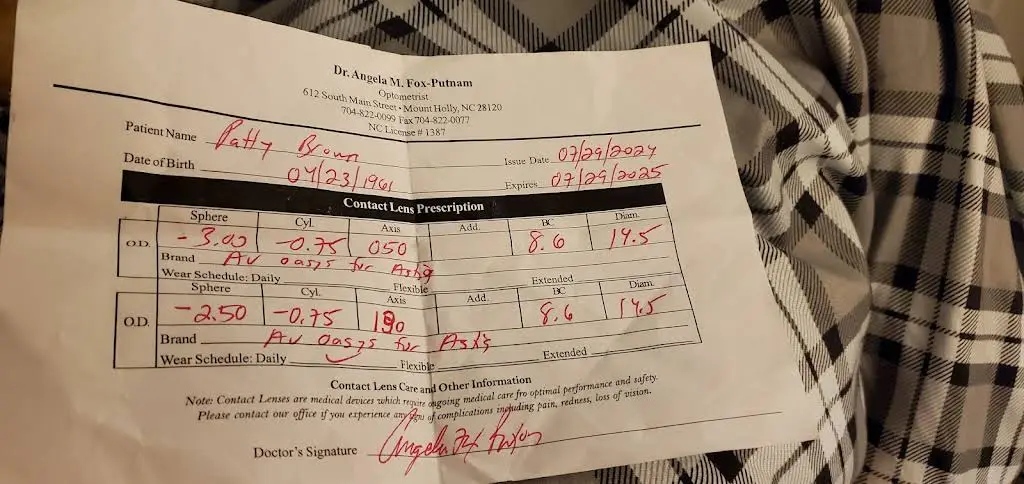 Dr. Angela M. Fox-Putnam
Optometrist
612 South Main Street • Mount Holly, NC 28120
704-822-0099 Fax 704-822-0077
NC License # 1387
Patient Name Patty Brown
Issue Date 07/29/2024
Date of Birth 04/23/1961
Expires 07/29/2025
Contact Lens Prescription
Sphere Cyl. Axis Add. BC Diam.
O.D. -3.00 -0.75 050 8.6 14.5
Brand AV oasys for Astig
Wear Schedule: Daily Flexible Extended
Sphere Cyl. Axis Add. BC Diam.
O.D. -2.50 -0.75 8.6 14.5
Brand AV oasys for
Wear Schedule: Daily Flexible Extended
Contact Lens Care and Other Information
Note: Contact Lenses are medical devices which require ongoing medical care fro optimal performance and safety.
Please contact our office if you experience any of complications including pain, redness, loss of vision.
Doctor's Signature Angela Fox